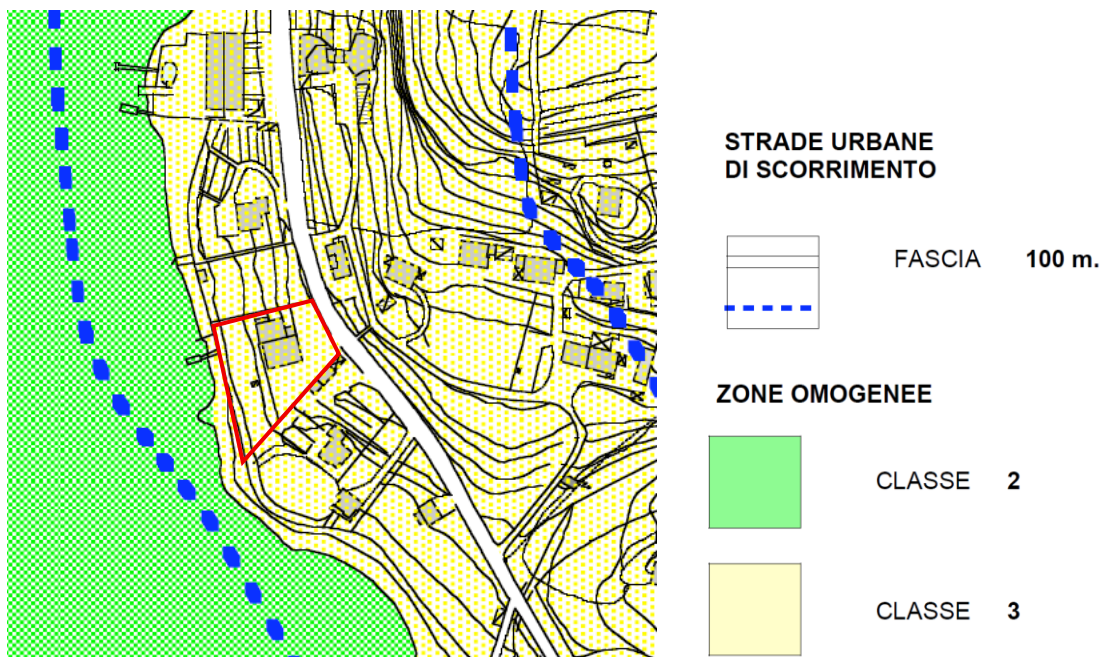 STRADE URBANE
DI SCORRIMENTO
FASCIA 100 m.
ZONE OMOGENEE
CLASSE 2
CLASSE 3